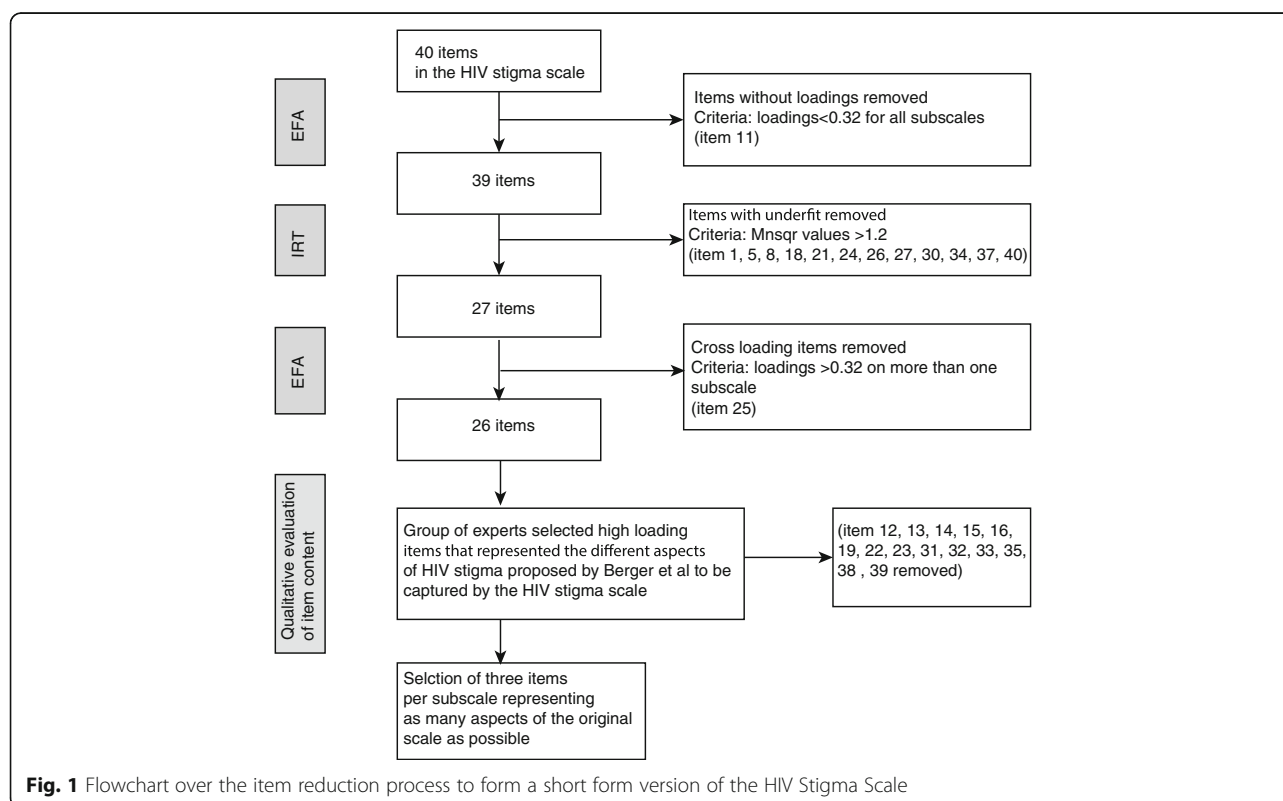 40 items
in the HIV stigma scale
EFA
Items without loadings removed
Criteria: loadings<0.32 for all subscales
(item 11)
39 items
IRT
Items with underfit removed
Criteria: Mnsqr values >1.2
(item 1, 5, 8, 18, 21, 24, 26, 27, 30, 34, 37, 40)
27 items
EFA
Cross loading items removed
Criteria: loadings >0.32 on more than one
subscale
(item 25)
26 items
Qualitative evaluation
of item content
Group of experts selected high loading
items that represented the different aspects
of HIV stigma proposed by Berger et al to be
captured by the HIV stigma scale
(item 12, 13, 14, 15, 16,
19, 22, 23, 31, 32, 33, 35,
38 , 39 removed)
Selction of three items
per subscale representing
as many aspects of the original
scale as possible
Fig. 1 Flowchart over the item reduction process to form a short form version of the HIV Stigma Scale